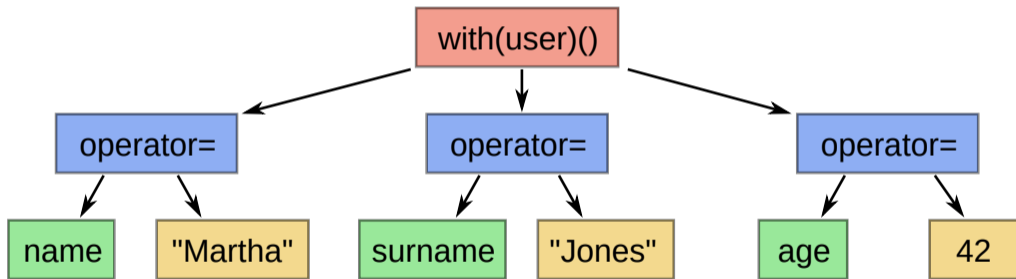 with(user)()
operator=
operator=
operator=
name
"Martha"
surname
"Jones"
age
42